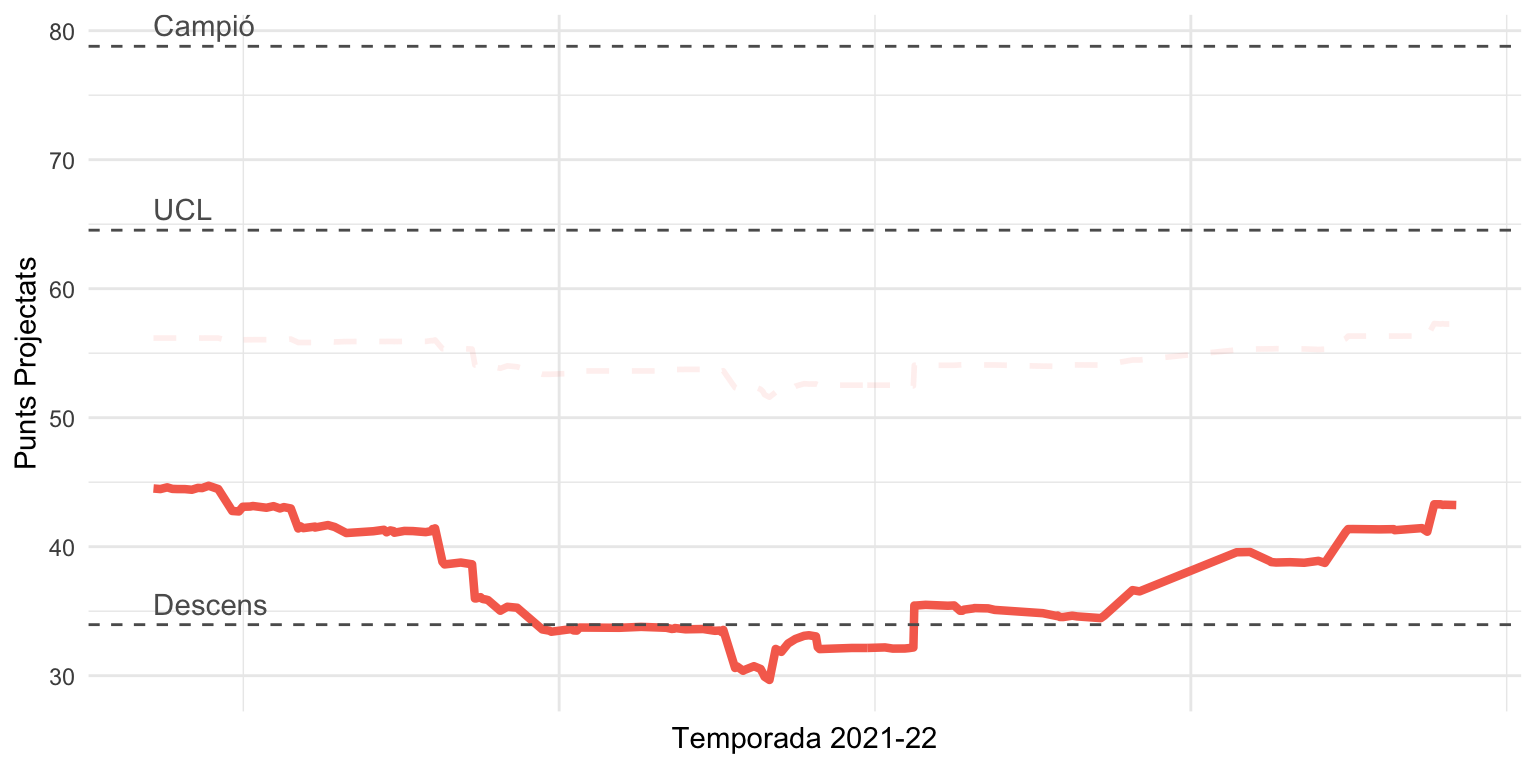 80
Campió
70
UCL
60
50
40
Descens
30
Punts Projectats
Temporada 2021-22